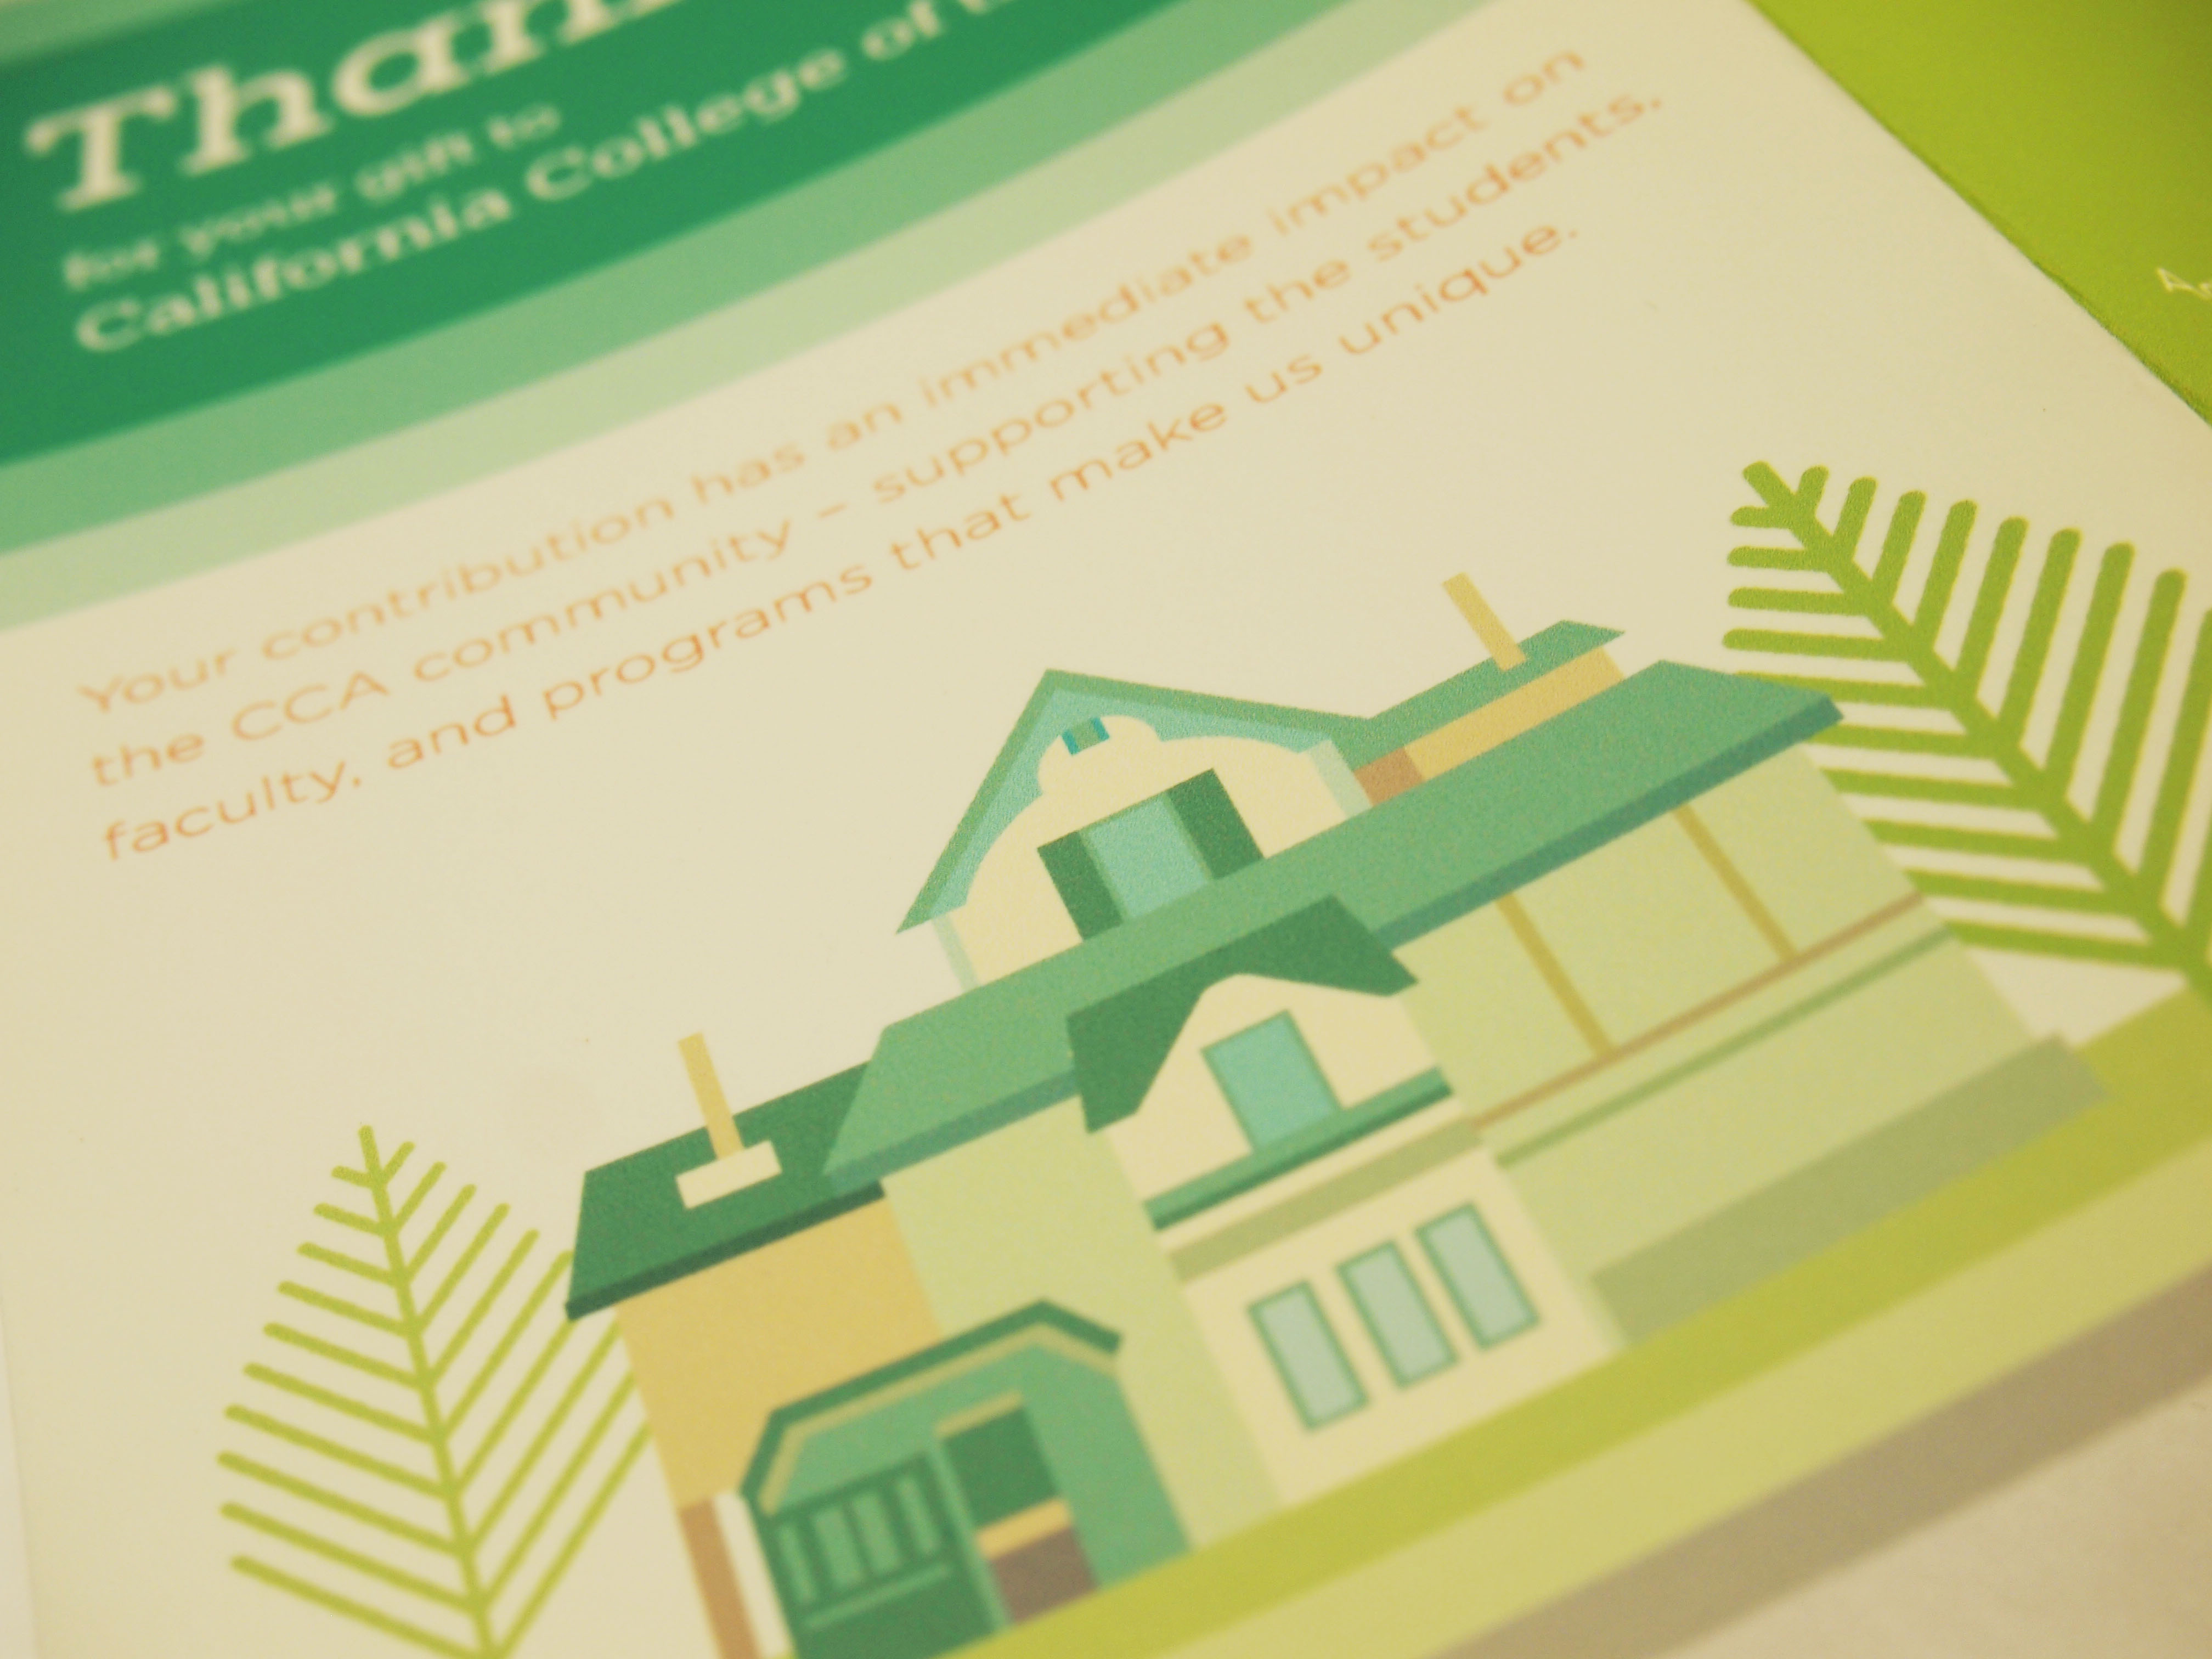 Than
for your gift to
California College of
Your contribution has an immediate impact on
the CCA community – supporting the students,
faculty, and programs that make us unique.